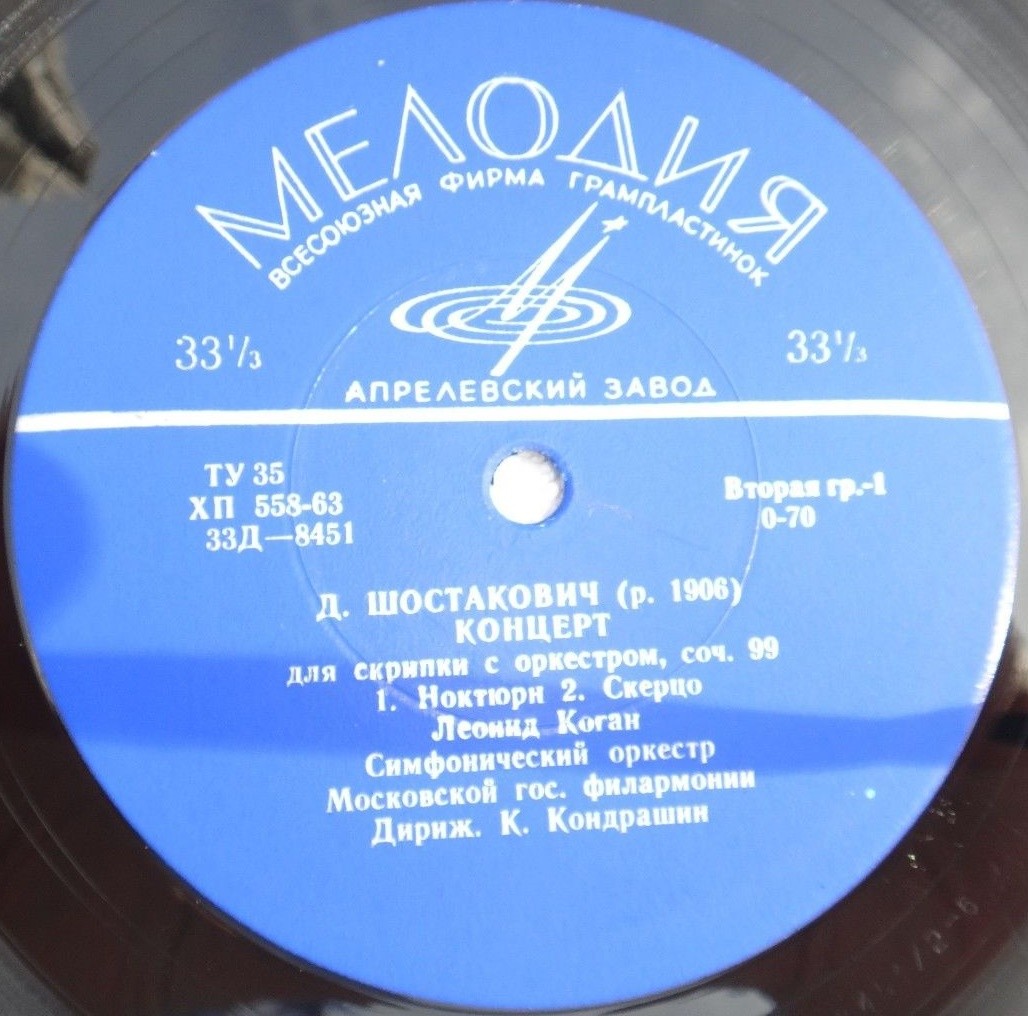 МЕЛОДИЯ
ВСЕСОЮЗНАЯ ФИРМА ГРАМПЛАСТИНОК
33⅓ 33⅓
АПРЕЛЕВСКИЙ ЗАВОД
ТУ 35
ХП 558-63
33Д—8451
Вторая гр.-1
0-70
Д. ШОСТАКОВИЧ (р. 1906)
КОНЦЕРТ
для скрипки с оркестром, соч. 99
1. Ноктюрн 2. Скерцо
Леонид Коган
Симфонический оркестр
Московской гос. филармонии
Дириж. К. Кондрашин